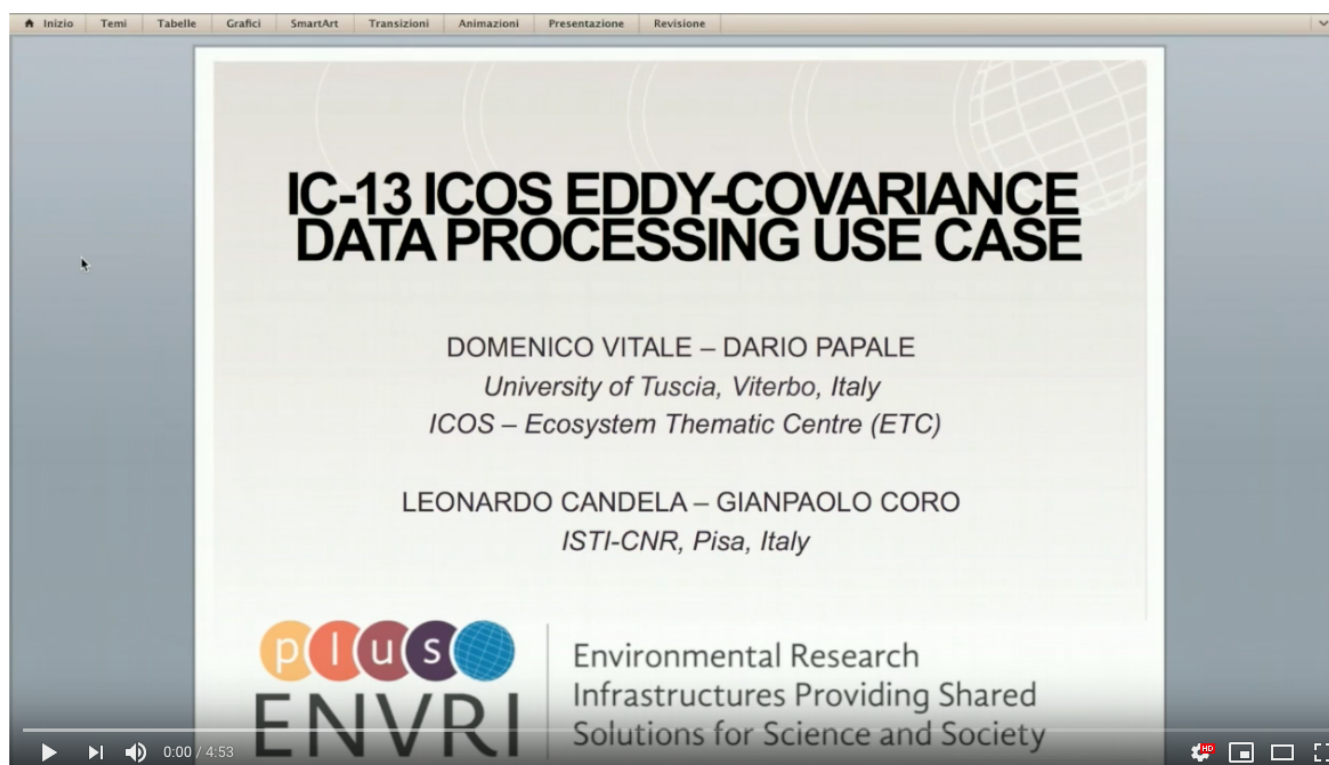 Inizio Temi Tabelle Grafici SmartArt Transizioni Animazioni Presentazione Revisione
IC-13 ICOS EDDY-COVARIANCE
DATA PROCESSING USE CASE
DOMENICO VITALE – DARIO PAPALE
University of Tuscia, Viterbo, Italy
ICOS – Ecosystem Thematic Centre (ETC)
LEONARDO CANDELA – GIANPAOLO CORO
ISTI-CNR, Pisa, Italy
plus
ENVRI
Environmental Research
Infrastructures Providing Shared
Solutions for Science and Society
0:00 / 4:53
HD